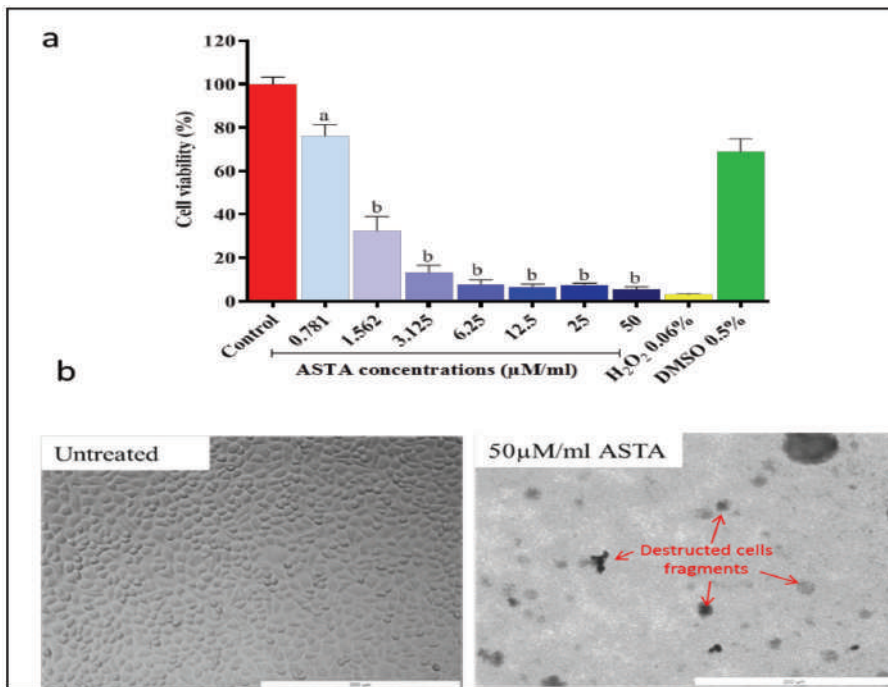 a
120
100
80
60
40
20
0
Cell viability (%)
a
b
b
b
b
b
b
Control
0.781
1.562
3.125
6.25
12.5
25
50
H₂O₂ 0.06%
DMSO 0.5%
ASTA concentrations (µM/ml)
b
Untreated
50µM/ml ASTA
Destructed cells
fragments